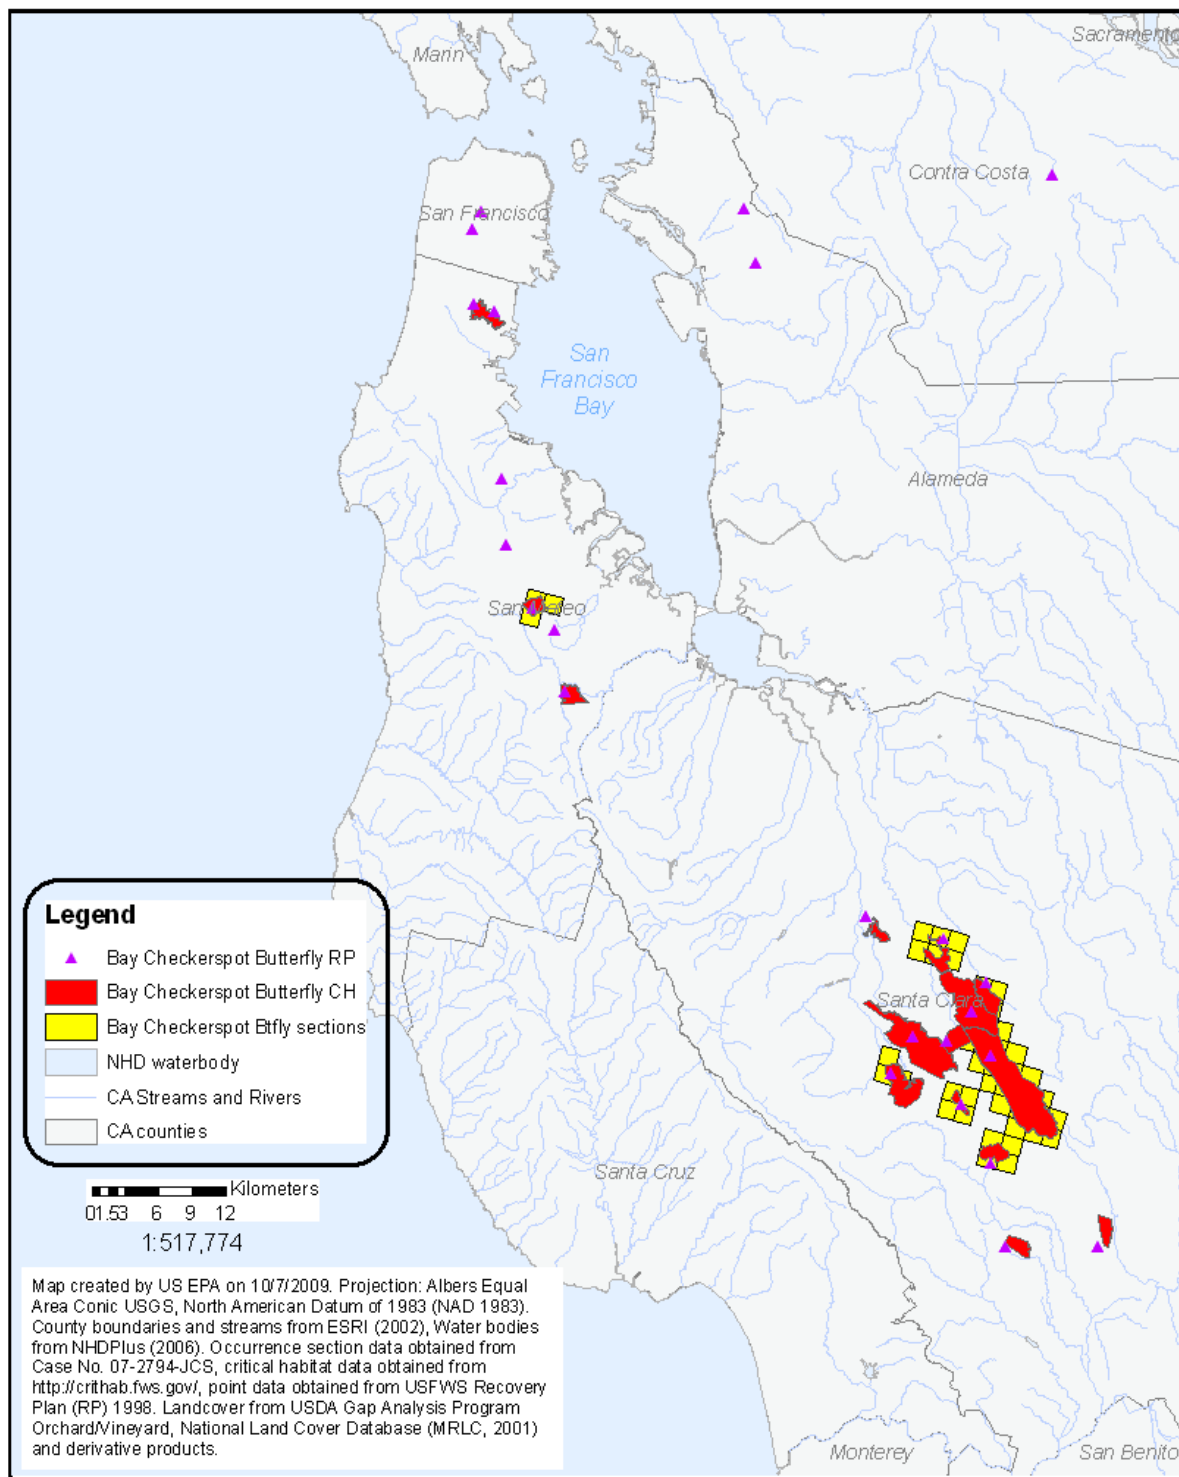 Marin
Sacramento
Contra Costa
San Francisco
San
Francisco
Bay
Alameda
San Mateo
Santa Clara
Legend
Bay Checkerspot Butterfly RP
Bay Checkerspot Butterfly CH
Bay Checkerspot Btfly sections
NHD waterbody
CA Streams and Rivers
CA counties
Santa Cruz
Kilometers
01.53 6 9 12
1:517,774
Map created by US EPA on 10/7/2009. Projection: Albers Equal
Area Conic USGS, North American Datum of 1983 (NAD 1983).
County boundaries and streams from ESRI (2002), Water bodies
from NHDPlus (2006). Occurrence section data obtained from
Case No. 07-2794-JCS, critical habitat data obtained from
http://crithab.fws.gov/, point data obtained from USFWS Recovery
Plan (RP) 1998. Landcover from USDA Gap Analysis Program
Orchard/Vineyard, National Land Cover Database (MRLC, 2001)
and derivative products.
Monterey
San Benito